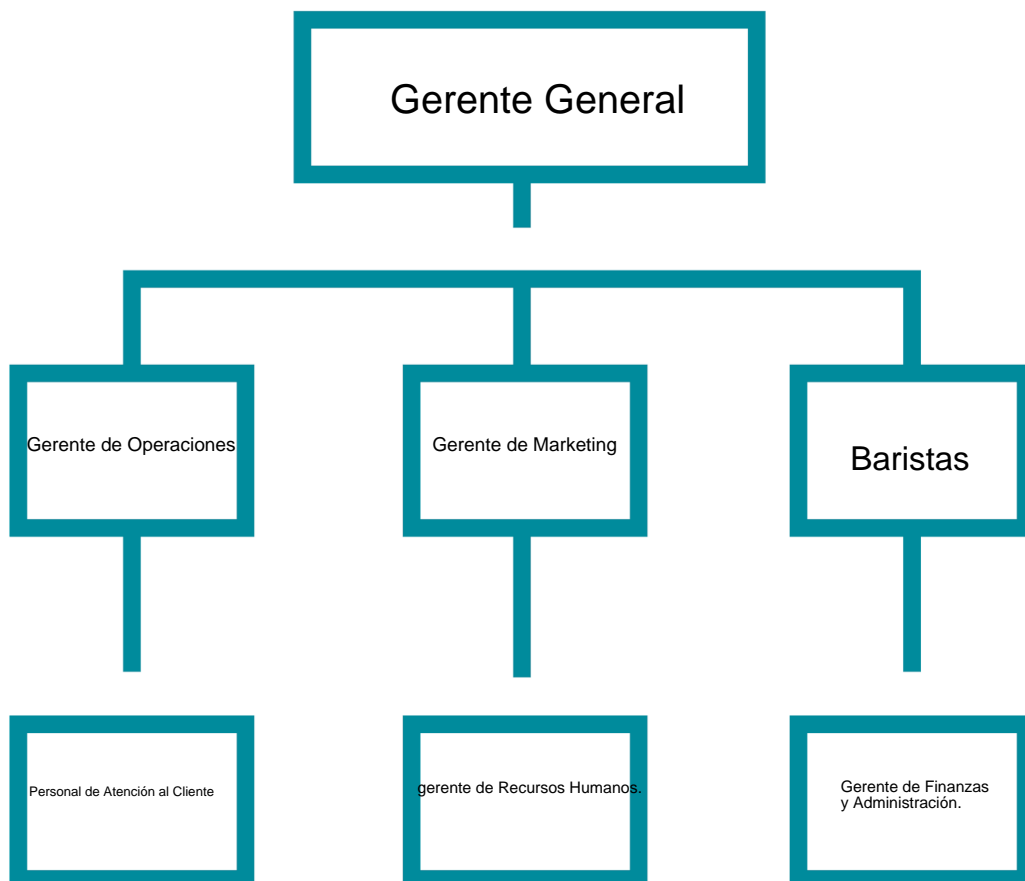 Gerente General
Gerente de Operaciones
Gerente de Marketing
Baristas
Personal de Atención al Cliente
gerente de Recursos Humanos.
Gerente de Finanzas
y Administración.